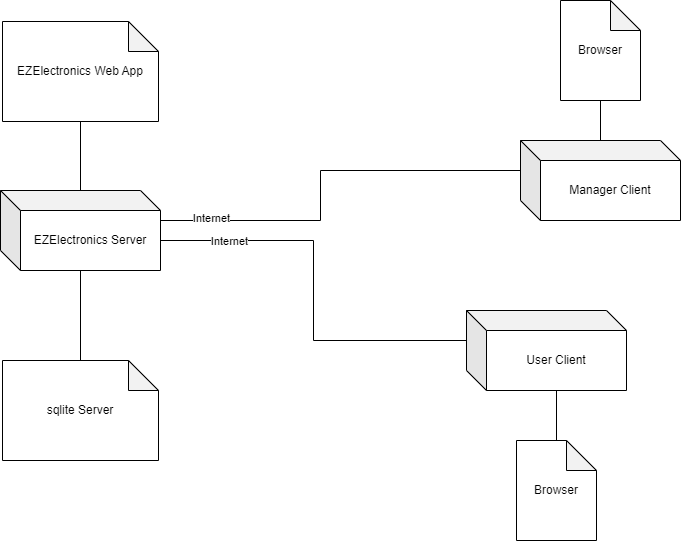 Browser
EZElectronics Web App
Manager Client
Internet
EZElectronics Server
Internet
User Client
sqlite Server
Browser